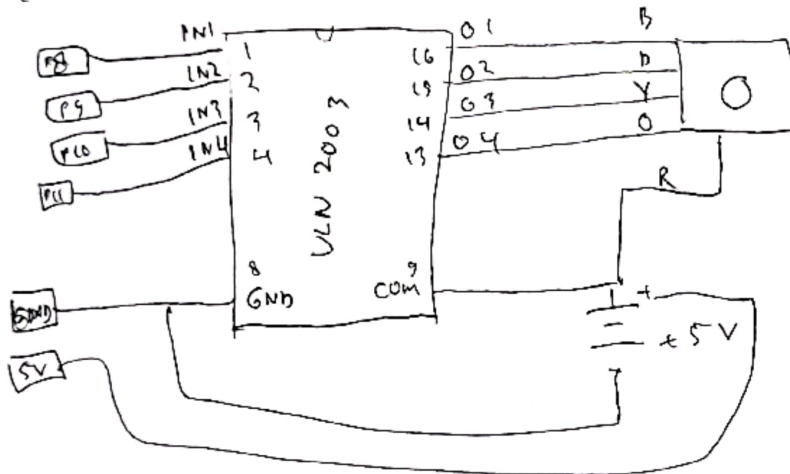 IN1 O1 B
P8 1 16
IN2 O2 P
P9 2 15
IN3 O3 Y
P10 3 14
IN4 O4 O
P11 4 13
ULN 2003
R
8 9
GND COM
GND + +5V
5V